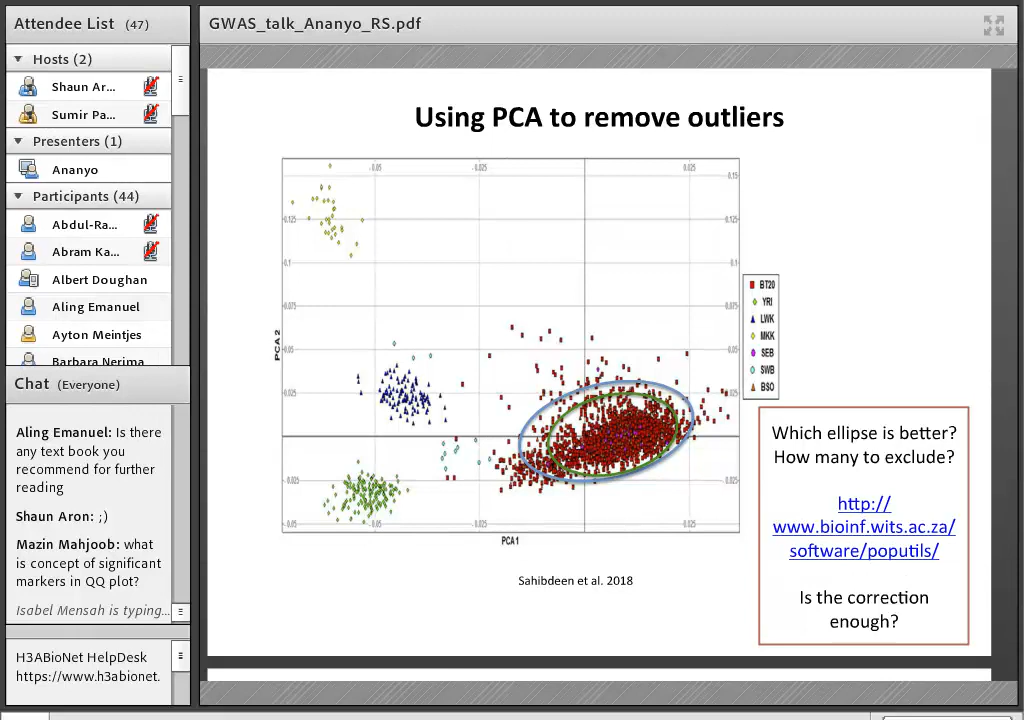 Attendee List (47)
Hosts (2)
Shaun Ar...
Sumir Pa...
Presenters (1)
Ananyo
Participants (44)
Abdul-Ra...
Abram Ka...
Albert Doughan
Aling Emanuel
Ayton Meintjes
Barbara Nerima
Chat (Everyone)
Aling Emanuel: Is there
any text book you
recommend for further
reading
Shaun Aron: ;)
Mazin Mahjoob: what
is concept of significant
markers in QQ plot?
Isabel Mensah is typing...
H3ABioNet HelpDesk
https://www.h3abionet.
GWAS_talk_Ananyo_RS.pdf
Using PCA to remove outliers
PCA 2
PCA1
BT20
YRI
LWK
MKK
SEB
SWB
BSO
Sahibdeen et al. 2018
Which ellipse is better?
How many to exclude?
http://
www.bioinf.wits.ac.za/
software/poputils/
Is the correction
enough?